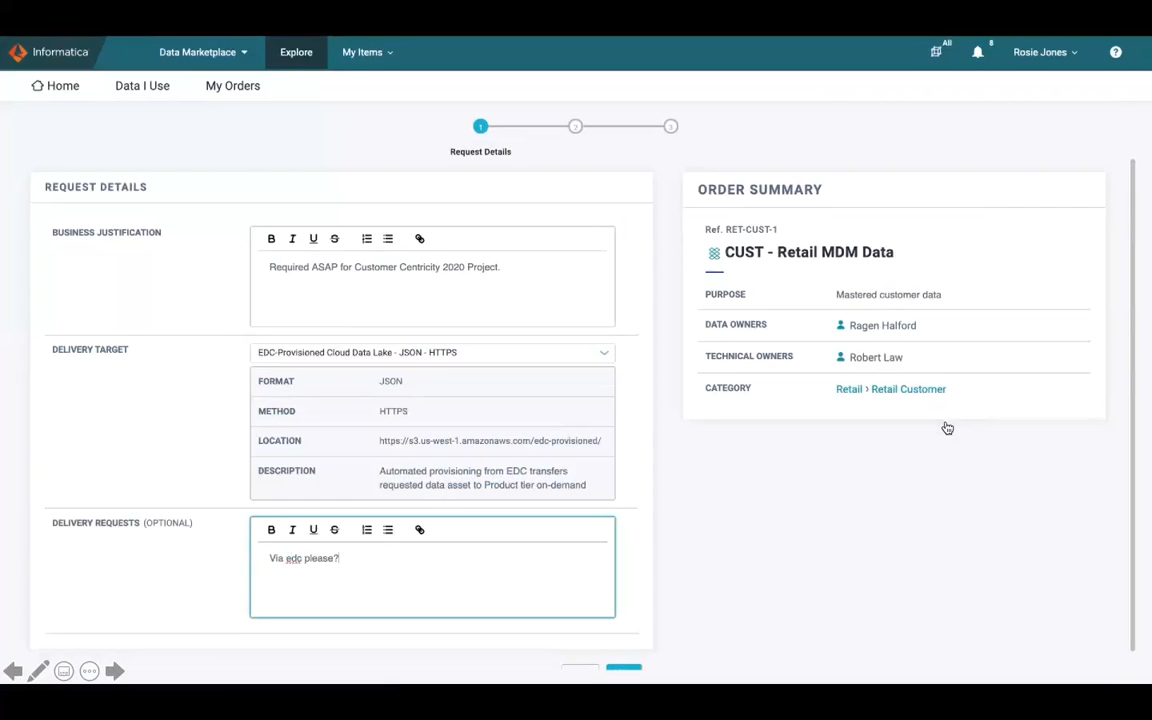 Informatica
Data Marketplace
Explore
My Items
All
8
Rosie Jones
?
Home
Data I Use
My Orders
1
2
3
Request Details
REQUEST DETAILS
BUSINESS JUSTIFICATION
B I U S
Required ASAP for Customer Centricity 2020 Project.
DELIVERY TARGET
EDC-Provisioned Cloud Data Lake - JSON - HTTPS
FORMAT JSON
METHOD HTTPS
LOCATION https://s3.us-west-1.amazonaws.com/edc-provisioned/
DESCRIPTION Automated provisioning from EDC transfers
requested data asset to Product tier on-demand
DELIVERY REQUESTS (OPTIONAL)
B I U S
Via edc please?
ORDER SUMMARY
Ref. RET-CUST-1
CUST - Retail MDM Data
PURPOSE Mastered customer data
DATA OWNERS Ragen Halford
TECHNICAL OWNERS Robert Law
CATEGORY Retail › Retail Customer